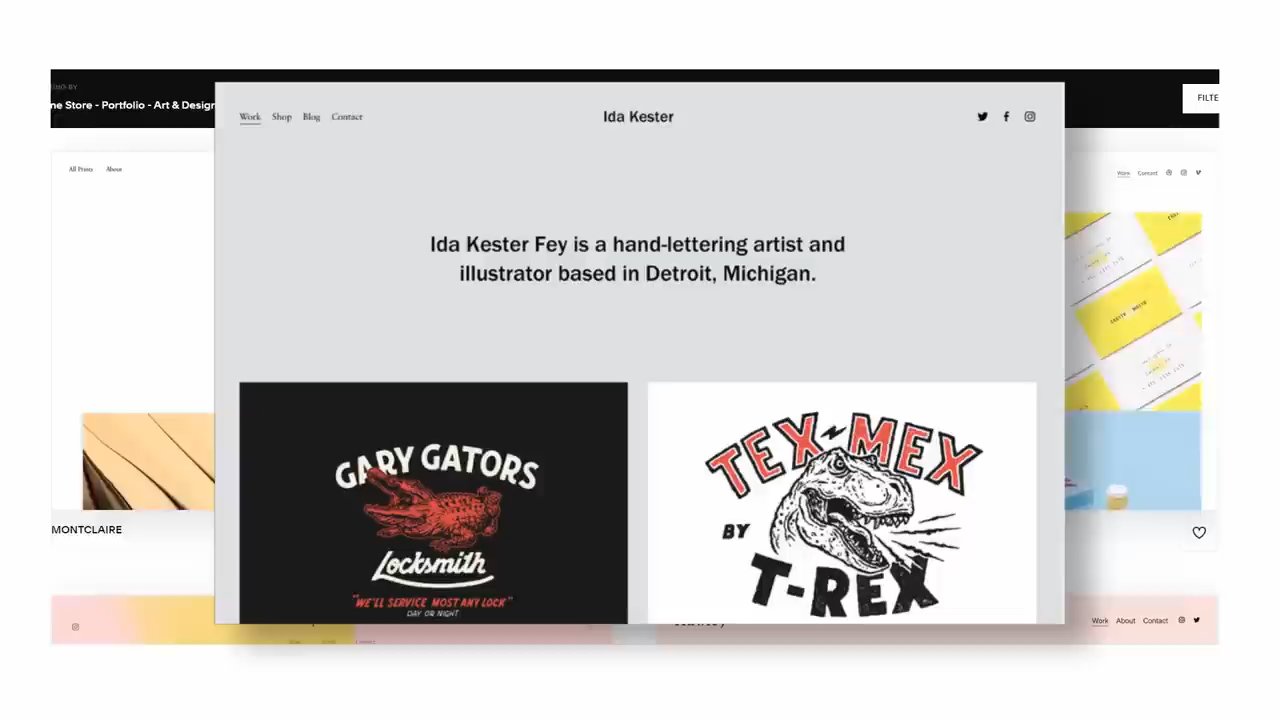 ne Store - Portfolio - Art & Design
FILTE
Work Shop Blog Contact
Ida Kester
All Posts About
Work Contact
Ida Kester Fey is a hand-lettering artist and
illustrator based in Detroit, Michigan.
GARY GATORS
Locksmith
"WE'LL SERVICE MOST ANY LOCK"
DAY OR NIGHT
TEX-MEX
BY
T-REX
MONTCLAIRE
Work About Contact